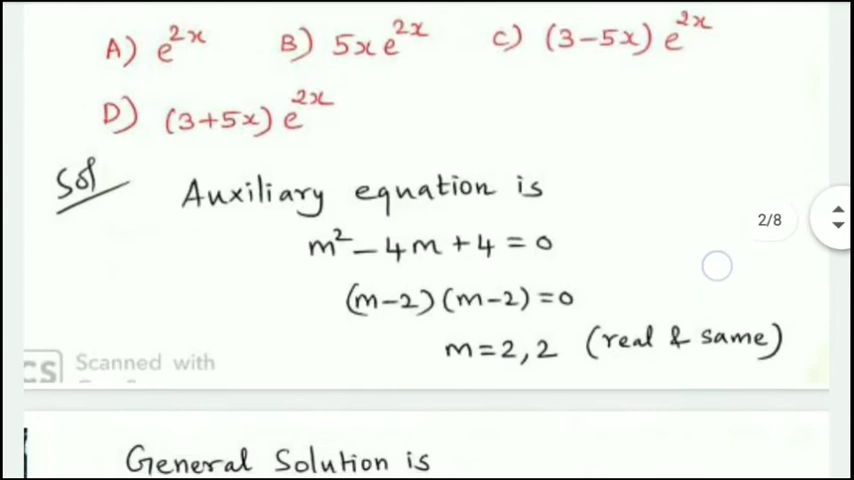 A) e^{2x} B) 5xe^{2x} C) (3-5x) e^{2x}
D) (3+5x) e^{2x}
Sol
Auxiliary equation is
m² - 4m + 4 = 0
2/8
(m-2) (m-2) = 0
m = 2, 2 (real & same)
CS Scanned with
General Solution is